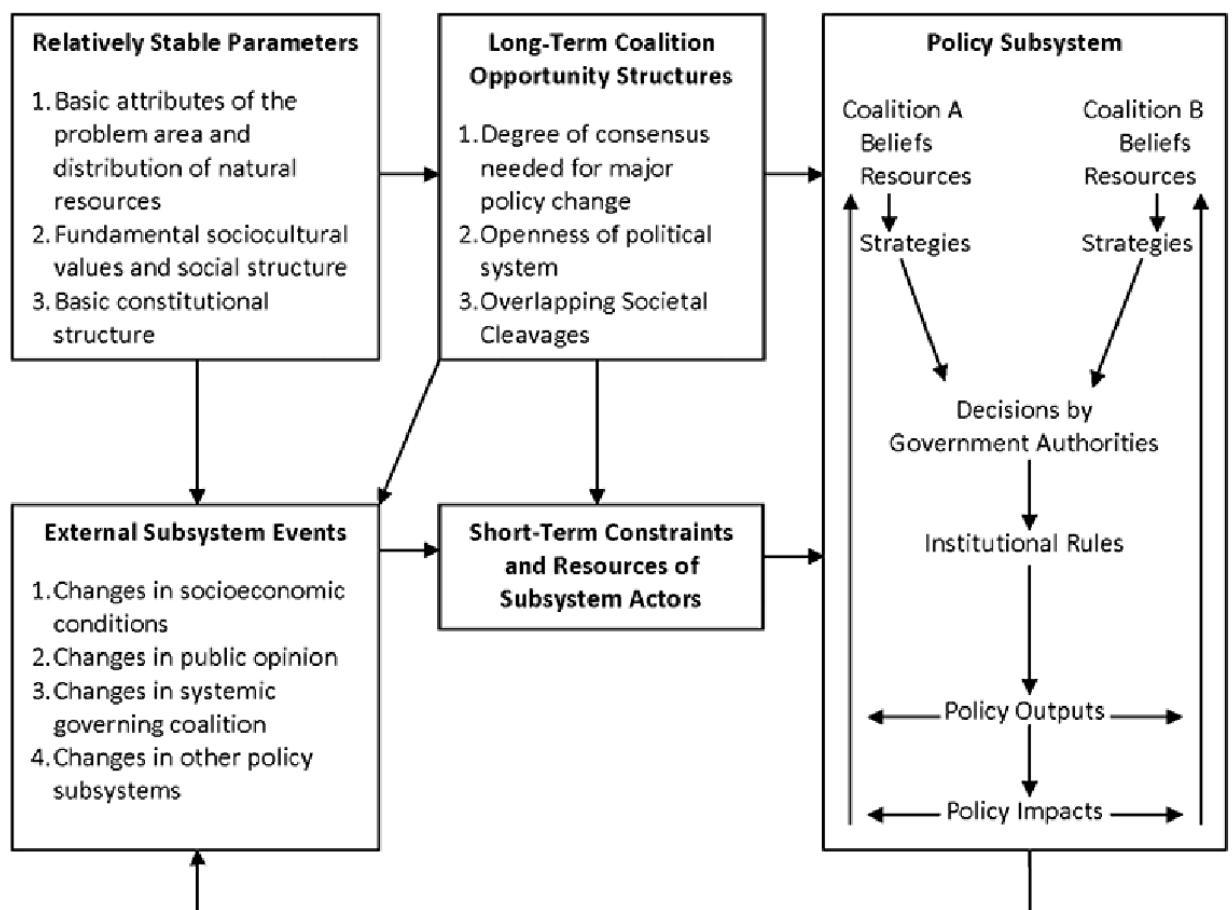 Relatively Stable Parameters
1. Basic attributes of the
problem area and
distribution of natural
resources
2. Fundamental sociocultural
values and social structure
3. Basic constitutional
structure
Long-Term Coalition
Opportunity Structures
1. Degree of consensus
needed for major
policy change
2. Openness of political
system
3. Overlapping Societal
Cleavages
Policy Subsystem
Coalition A
Beliefs
Resources
Strategies
Coalition B
Beliefs
Resources
Strategies
Decisions by
Government Authorities
Institutional Rules
Policy Outputs
Policy Impacts
External Subsystem Events
1. Changes in socioeconomic
conditions
2. Changes in public opinion
3. Changes in systemic
governing coalition
4. Changes in other policy
subsystems
Short-Term Constraints
and Resources of
Subsystem Actors